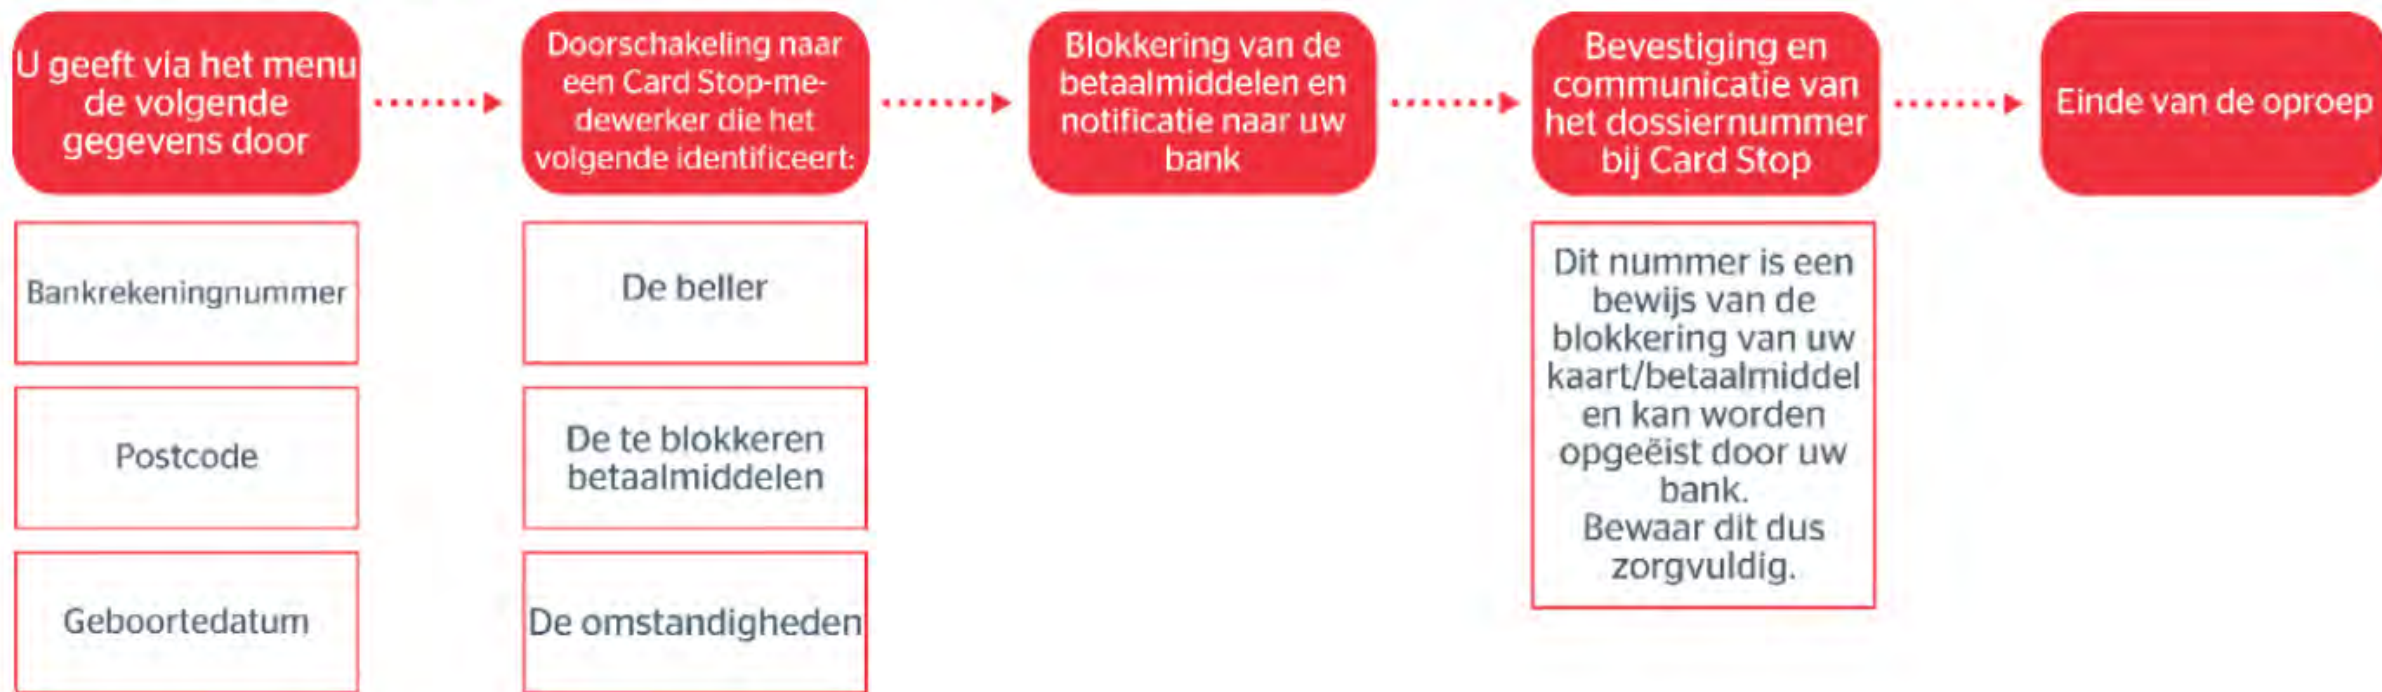 U geeft via het menu
de volgende
gegevens door
Bankrekeningnummer
Postcode
Geboortedatum
Doorschakeling naar
een Card Stop-me-
dewerker die het
volgende identificeert:
De beller
De te blokkeren
betaalmiddelen
De omstandigheden
Blokkering van de
betaalmiddelen en
notificatie naar uw
bank
Bevestiging en
communicatie van
het dossiernummer
bij Card Stop
Dit nummer is een
bewijs van de
blokkering van uw
kaart/betaalmiddel
en kan worden
opgeëist door uw
bank.
Bewaar dit dus
zorgvuldig.
Einde van de oproep